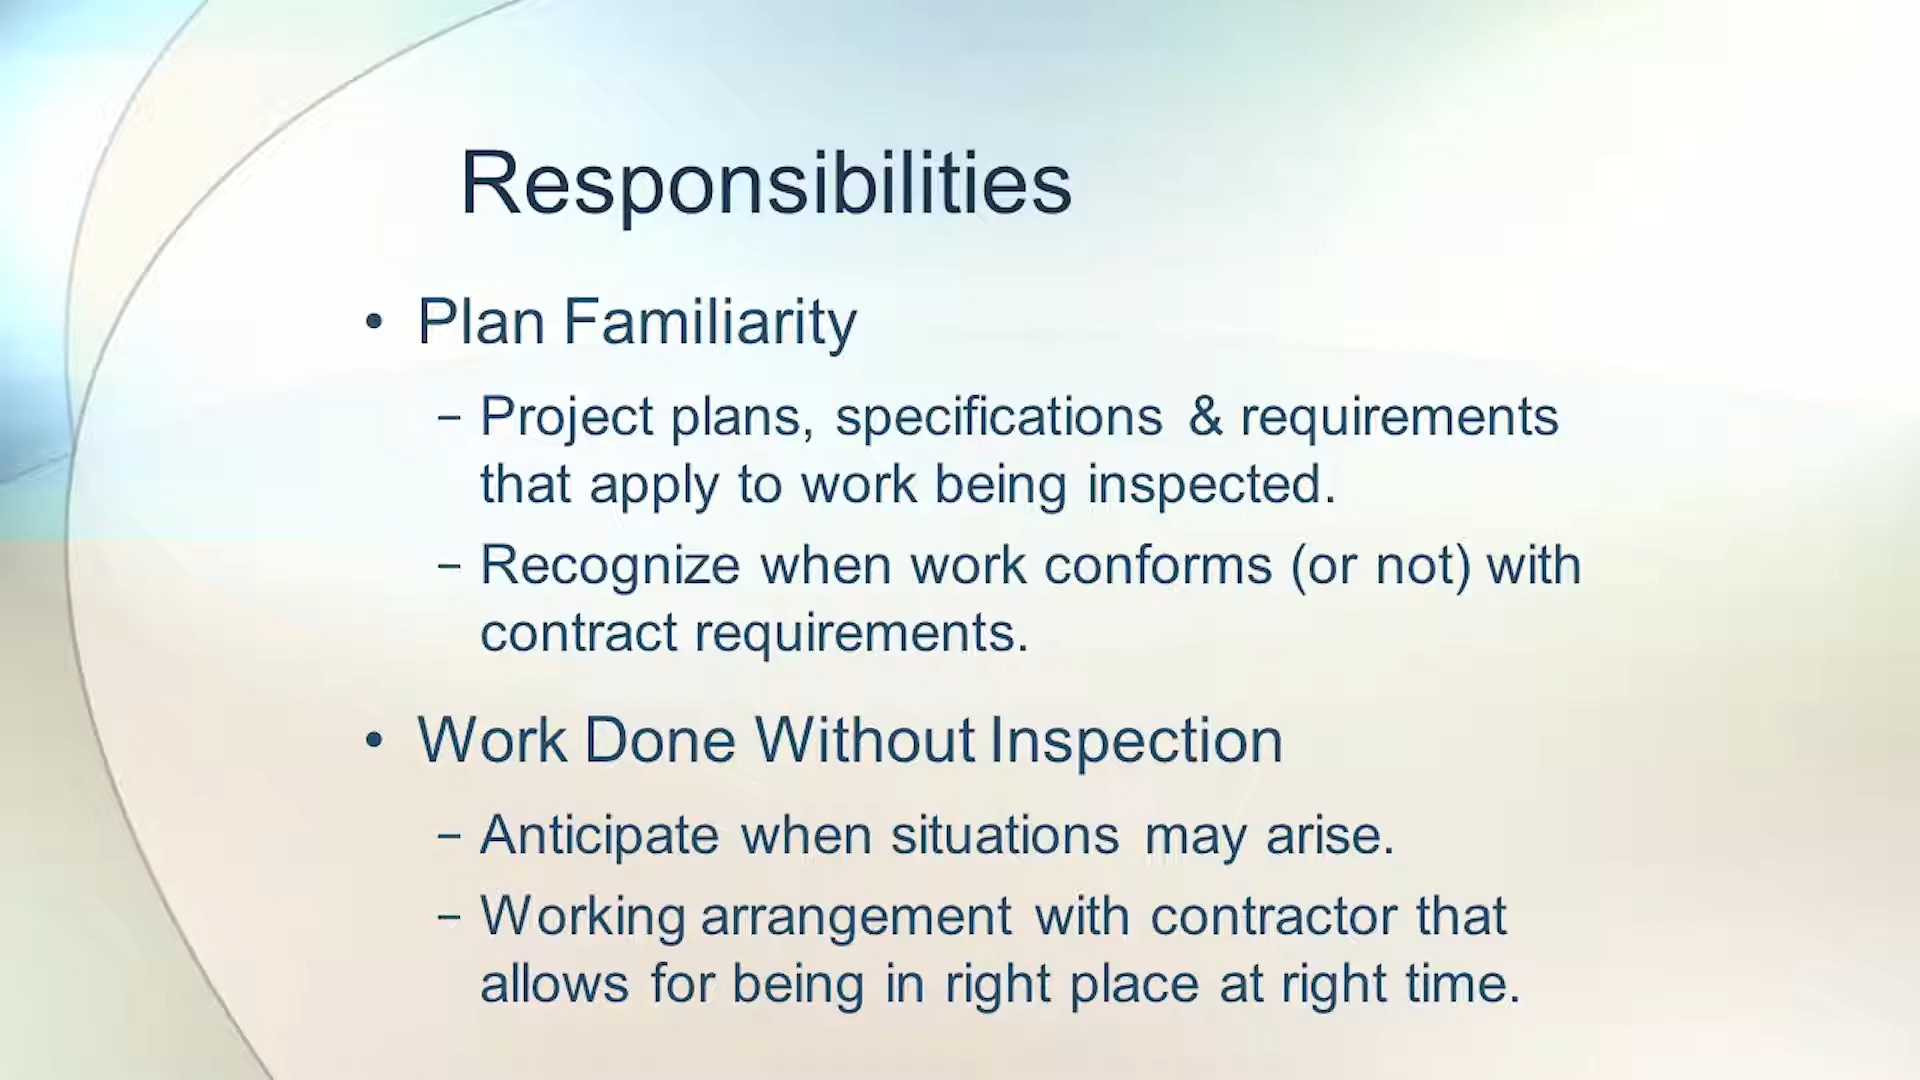 Responsibilities
• Plan Familiarity
– Project plans, specifications & requirements
that apply to work being inspected.
– Recognize when work conforms (or not) with
contract requirements.
• Work Done Without Inspection
– Anticipate when situations may arise.
– Working arrangement with contractor that
allows for being in right place at right time.